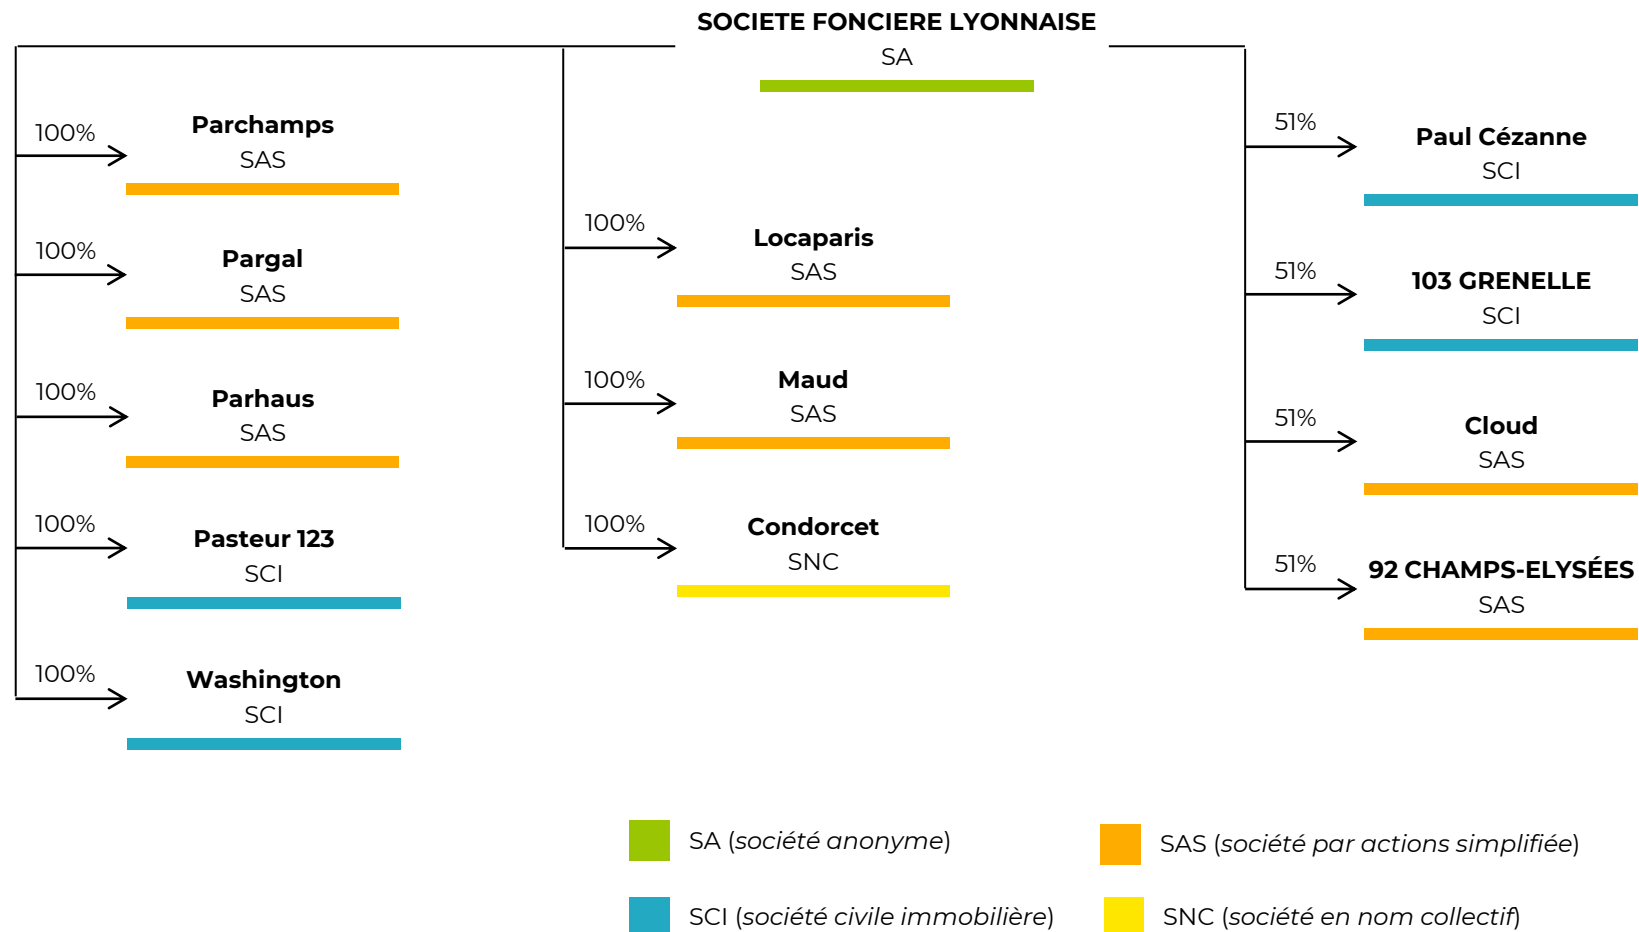 SOCIETE FONCIERE LYONNAISE
SA
100%
Parchamps
SAS
100%
Pargal
SAS
100%
Parhaus
SAS
100%
Pasteur 123
SCI
100%
Washington
SCI
100%
Locaparis
SAS
100%
Maud
SAS
100%
Condorcet
SNC
51%
Paul Cézanne
SCI
51%
103 GRENELLE
SCI
51%
Cloud
SAS
51%
92 CHAMPS-ELYSÉES
SAS
SA (société anonyme)
SAS (société par actions simplifiée)
SCI (société civile immobilière)
SNC (société en nom collectif)